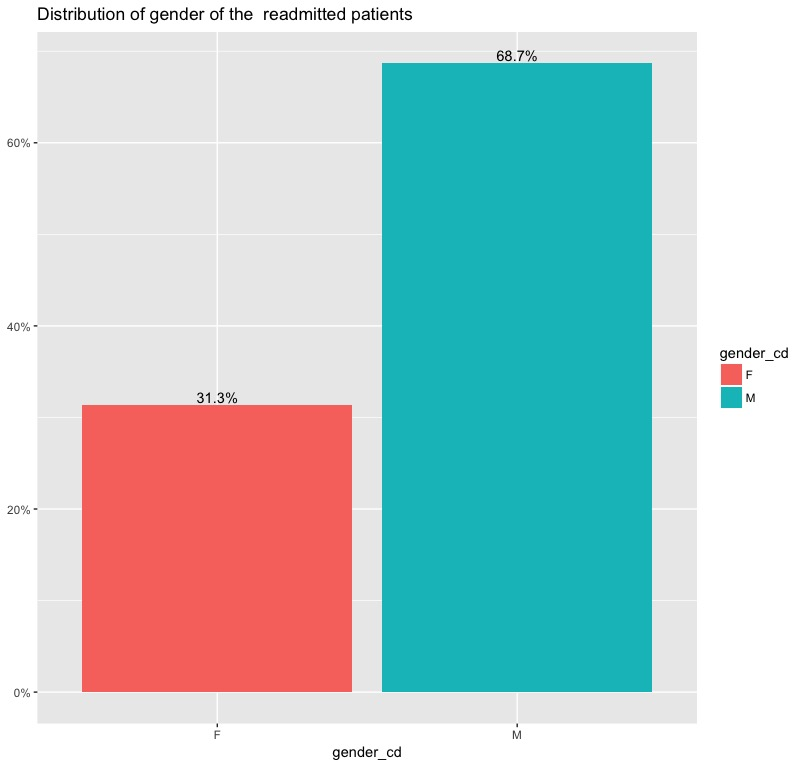 Distribution of gender of the  readmitted patients
68.7%
60%
40%
31.3%
20%
0%
F
M
gender_cd
gender_cd
F
M